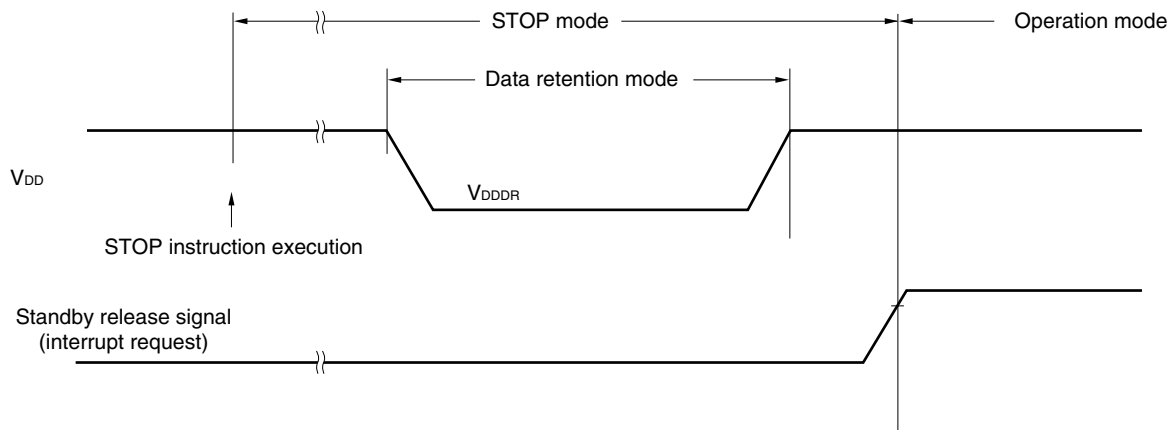 STOP mode
Operation mode
Data retention mode
VDD
VDDDR
STOP instruction execution
Standby release signal
(interrupt request)